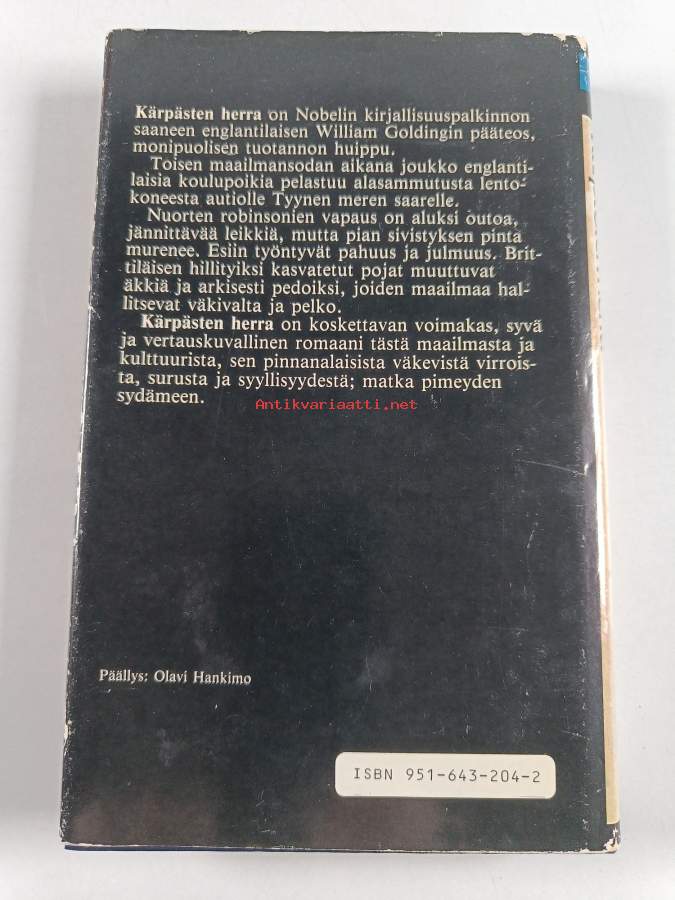 Kärpästen herra on Nobelin kirjallisuuspalkinnon
saaneen englantilaisen William Goldingin pääteos,
monipuolisen tuotannon huippu.
Toisen maailmansodan aikana joukko englanti-
laisia koulupoikia pelastuu alasammutusta lento-
koneesta autiolle Tyynen meren saarelle.
Nuorten robinsonien vapaus on aluksi outoa,
jännittävää leikkiä, mutta pian sivistyksen pinta
murenee. Esiin työntyvät pahuus ja julmuus. Brit-
tiläisen hillityiksi kasvatetut pojat muuttuvat
äkkiä ja arkisesti pedoiksi, joiden maailmaa hal-
litsevat väkivalta ja pelko.
Kärpästen herra on koskettavan voimakas, syvä
ja vertauskuvallinen romaani tästä maailmasta ja
kulttuurista, sen pinnanalaisista väkevistä virrois-
ta, surusta ja syyllisyydestä; matka pimeyden
sydämeen.
Antikvariaatti.net
Päällys: Olavi Hankimo
ISBN 951-643-204-2